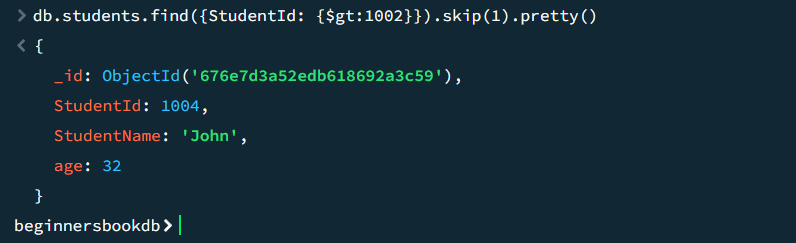 > db.students.find({StudentId: {$gt:1002}}).skip(1).pretty()
< {
_id: ObjectId('676e7d3a52edb618692a3c59'),
StudentId: 1004,
StudentName: 'John',
age: 32
}
beginnersbookdb>